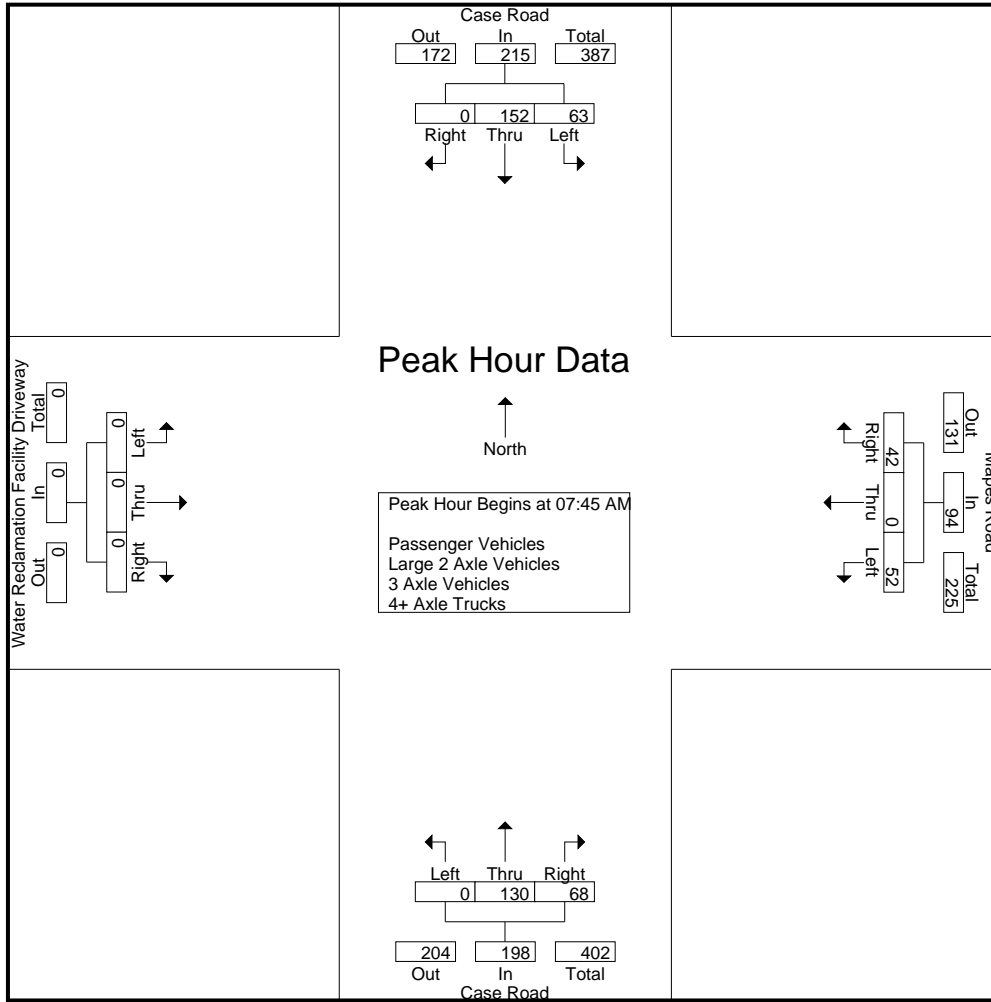 Case Road
Out In Total
172 215 387
0 152 63
Right Thru Left
Peak Hour Data
North
Peak Hour Begins at 07:45 AM
Passenger Vehicles
Large 2 Axle Vehicles
3 Axle Vehicles
4+ Axle Trucks
Water Reclamation Facility Driveway
Out In Total
0 0 0
Left Thru Right
0 0 0
Mapes Road
Out In Total
131 94 225
Right Thru Left
42 0 52
Left Thru Right
0 130 68
204 198 402
Out In Total
Case Road